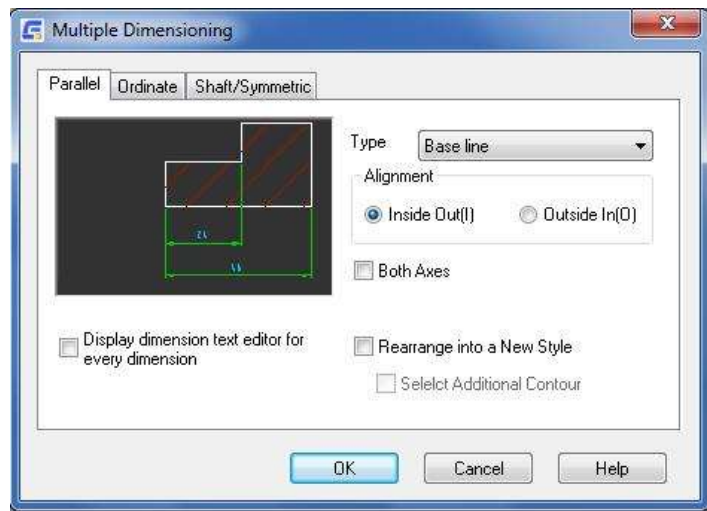 Multiple Dimensioning
Parallel Ordinate Shaft/Symmetric
Type Base line
Alignment
Inside Out(I) Outside In(O)
Both Axes
Display dimension text editor for
every dimension
Rearrange into a New Style
Selelct Additional Contour
OK Cancel Help